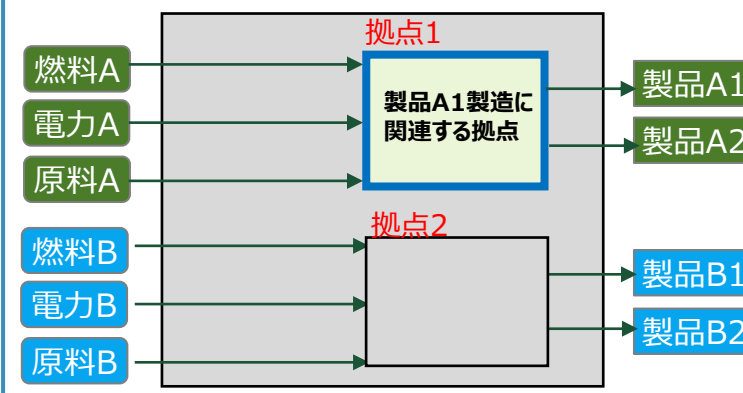 拠点1
燃料A
電力A
原料A
製品A1製造に
関連する拠点
製品A1
製品A2
拠点2
燃料B
電力B
原料B
製品B1
製品B2